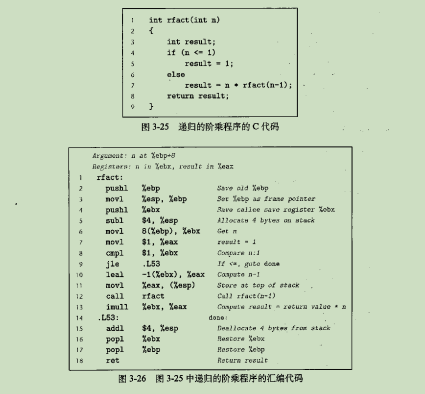 1 int rfact(int n)
2 {
3 int result;
4 if (n <= 1)
5 result = 1;
6 else
7 result = n * rfact(n-1);
8 return result;
9 }
图 3-25 递归的阶乘程序的 C 代码
Argument: n at %ebp+8
Registers: n in %ebx, result in %eax
1 rfact:
2 pushl %ebp Save old %ebp
3 movl %esp, %ebp Set %ebp as frame pointer
4 pushl %ebx Save callee save register %ebx
5 subl $4, %esp Allocate 4 bytes on stack
6 movl 8(%ebp), %ebx Get n
7 movl $1, %eax result = 1
8 cmpl $1, %ebx Compare n:1
9 jle .L53 If <=, goto done
10 leal -1(%ebx), %eax Compute n-1
11 movl %eax, (%esp) Store at top of stack
12 call rfact Call rfact(n-1)
13 imull %ebx, %eax Compute result = return value * n
14 .L53: done:
15 addl $4, %esp Deallocate 4 bytes from stack
16 popl %ebx Restore %ebx
17 popl %ebp Restore %ebp
18 ret Return result
图 3-26 图 3-25 中递归的阶乘程序的汇编代码